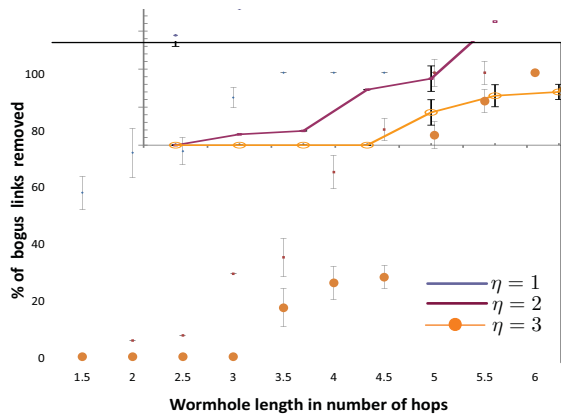 100
80
60
40
20
0
% of bogus links removed
1.5 2 2.5 3 3.5 4 4.5 5 5.5 6
Wormhole length in number of hops
η = 1
η = 2
η = 3